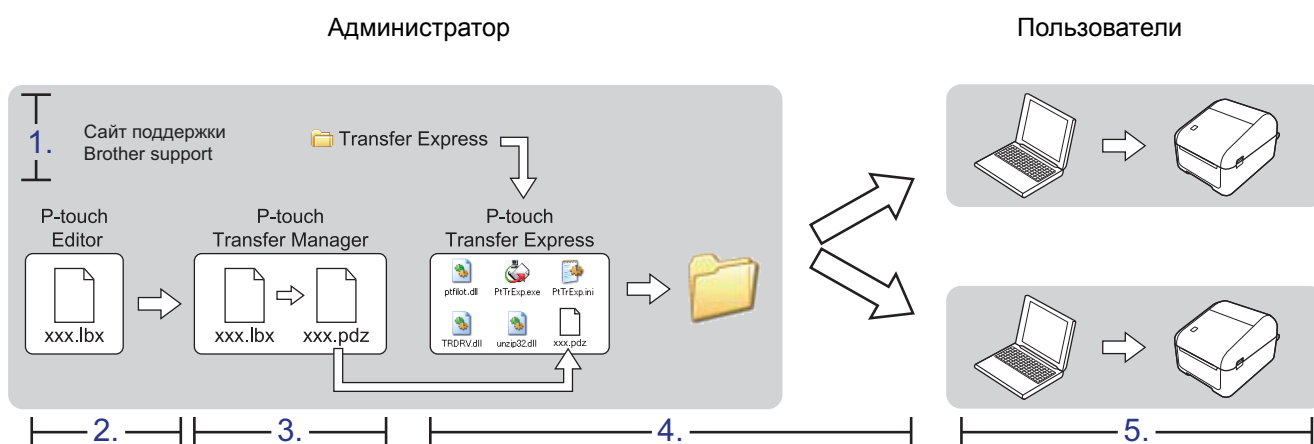 Администратор
Пользователи
1.
Сайт поддержки
Brother support
Transfer Express
P-touch
Editor
xxx.lbx
P-touch
Transfer Manager
xxx.lbx
xxx.pdz
P-touch
Transfer Express
ptfilot.dll
PtTrExp.exe
PtTrExp.ini
TRDRV.dll
unzip32.dll
xxx.pdz
2.
3.
4.
5.